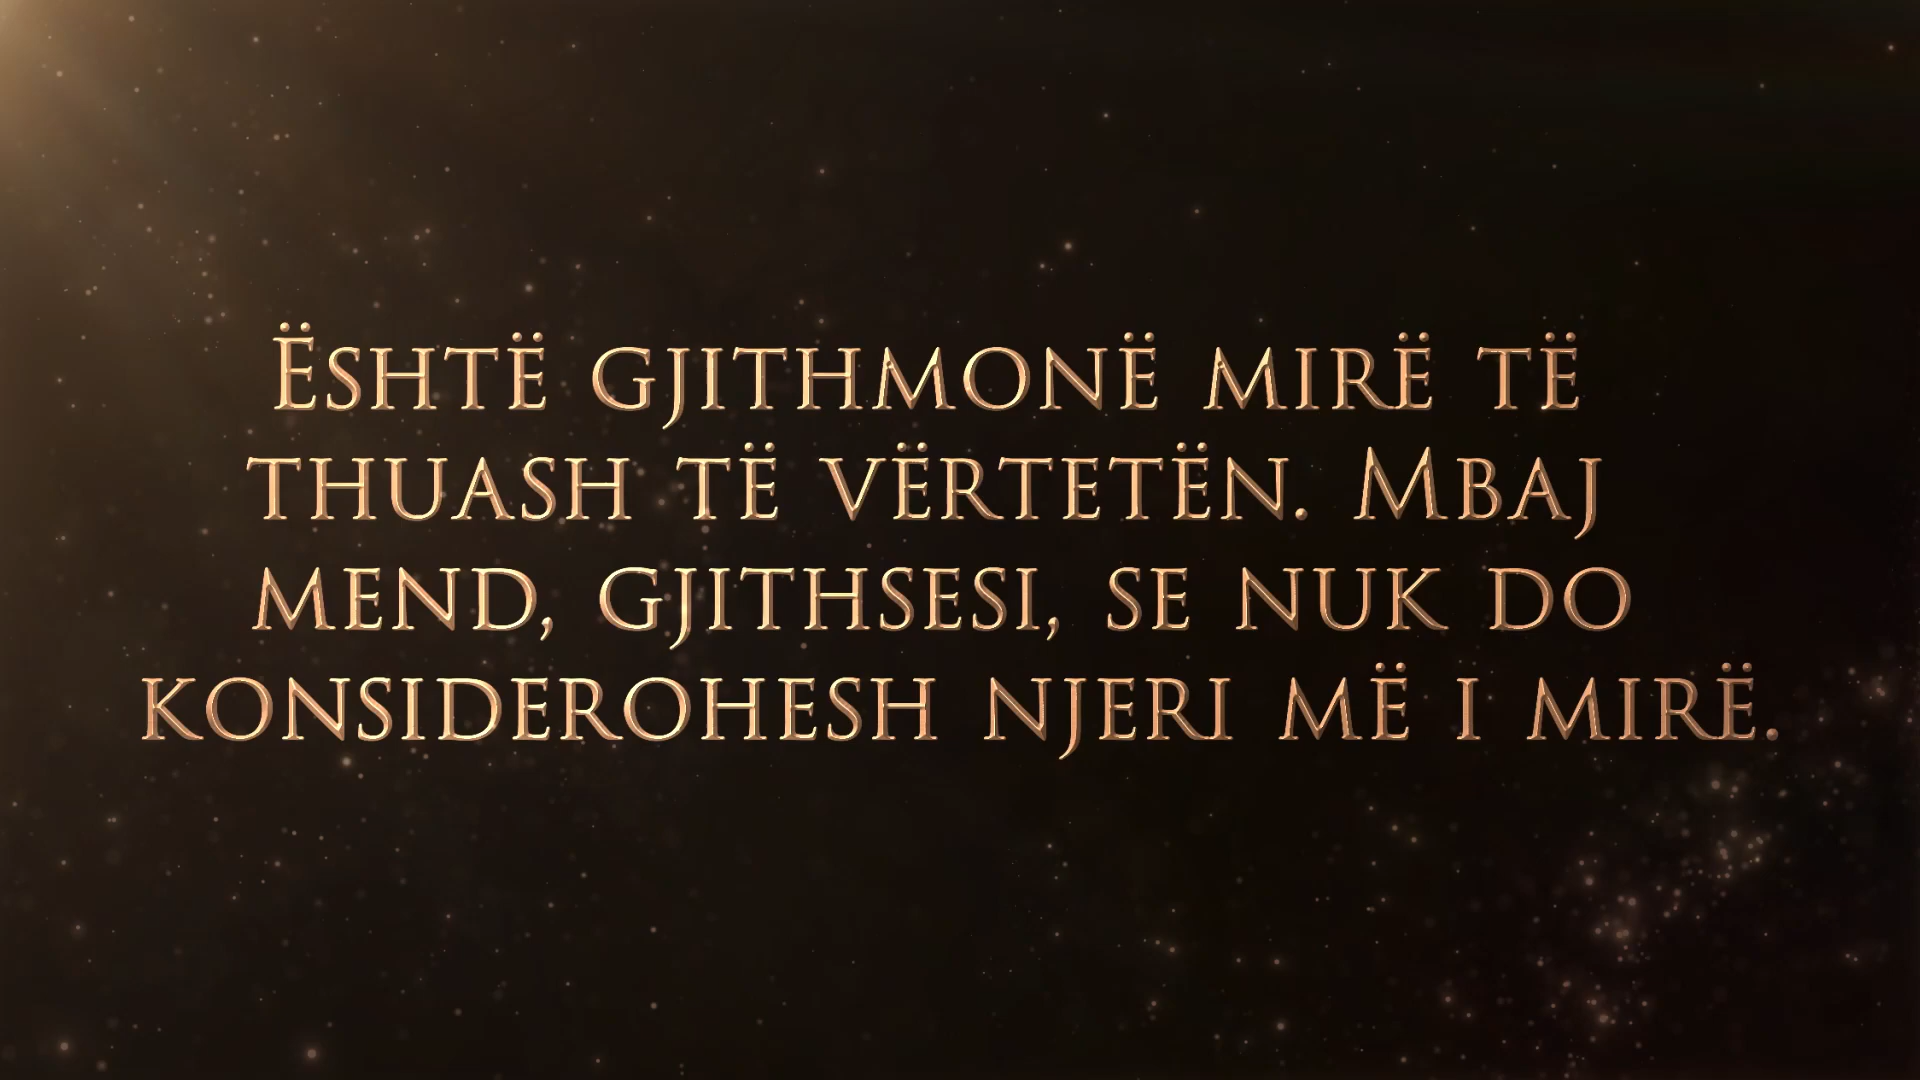 Është gjithmonë mirë të
thuash të vërtetën. Mbaj
mend, gjithsesi, se nuk do
konsiderohesh njeri më i mirë.